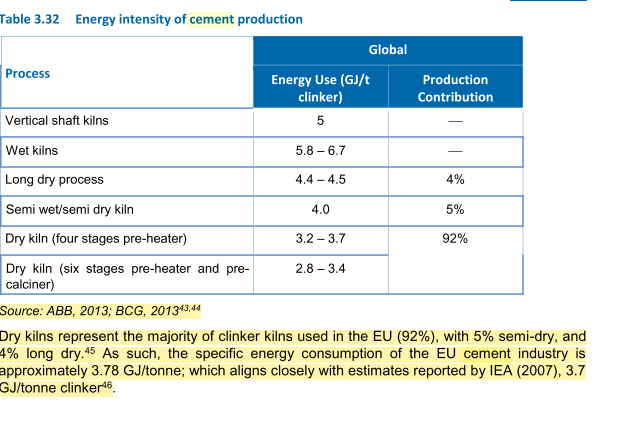 Table 3.32 Energy intensity of cement production
Global
Process
Energy Use (GJ/t
clinker)
Production
Contribution
Vertical shaft kilns 5 —
Wet kilns 5.8 – 6.7 —
Long dry process 4.4 – 4.5 4%
Semi wet/semi dry kiln 4.0 5%
Dry kiln (four stages pre-heater) 3.2 – 3.7 92%
Dry kiln (six stages pre-heater and pre- 2.8 – 3.4
calciner)
Source: ABB, 2013; BCG, 2013⁴³,⁴⁴
Dry kilns represent the majority of clinker kilns used in the EU (92%), with 5% semi-dry, and
4% long dry.⁴⁵ As such, the specific energy consumption of the EU cement industry is
approximately 3.78 GJ/tonne; which aligns closely with estimates reported by IEA (2007), 3.7
GJ/tonne clinker⁴⁶.